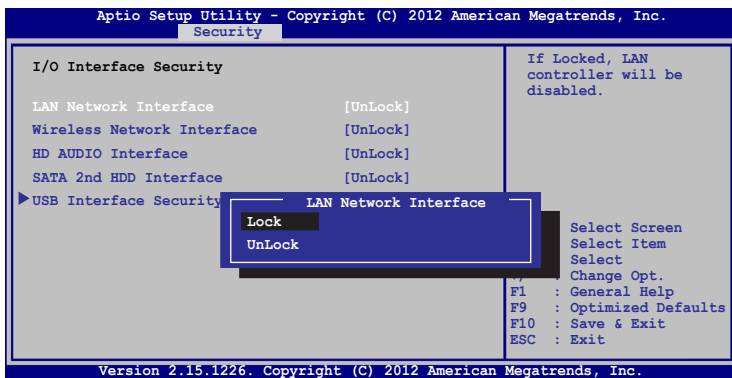 Aptio Setup Utility - Copyright (C) 2012 American Megatrends, Inc.
Security
I/O Interface Security
LAN Network Interface [UnLock]
Wireless Network Interface [UnLock]
HD AUDIO Interface [UnLock]
SATA 2nd HDD Interface [UnLock]
USB Interface Security
LAN Network Interface
Lock
UnLock
If Locked, LAN
controller will be
disabled.
Select Screen
Select Item
Select
: Change Opt.
F1 : General Help
F9 : Optimized Defaults
F10 : Save & Exit
ESC : Exit
Version 2.15.1226. Copyright (C) 2012 American Megatrends, Inc.